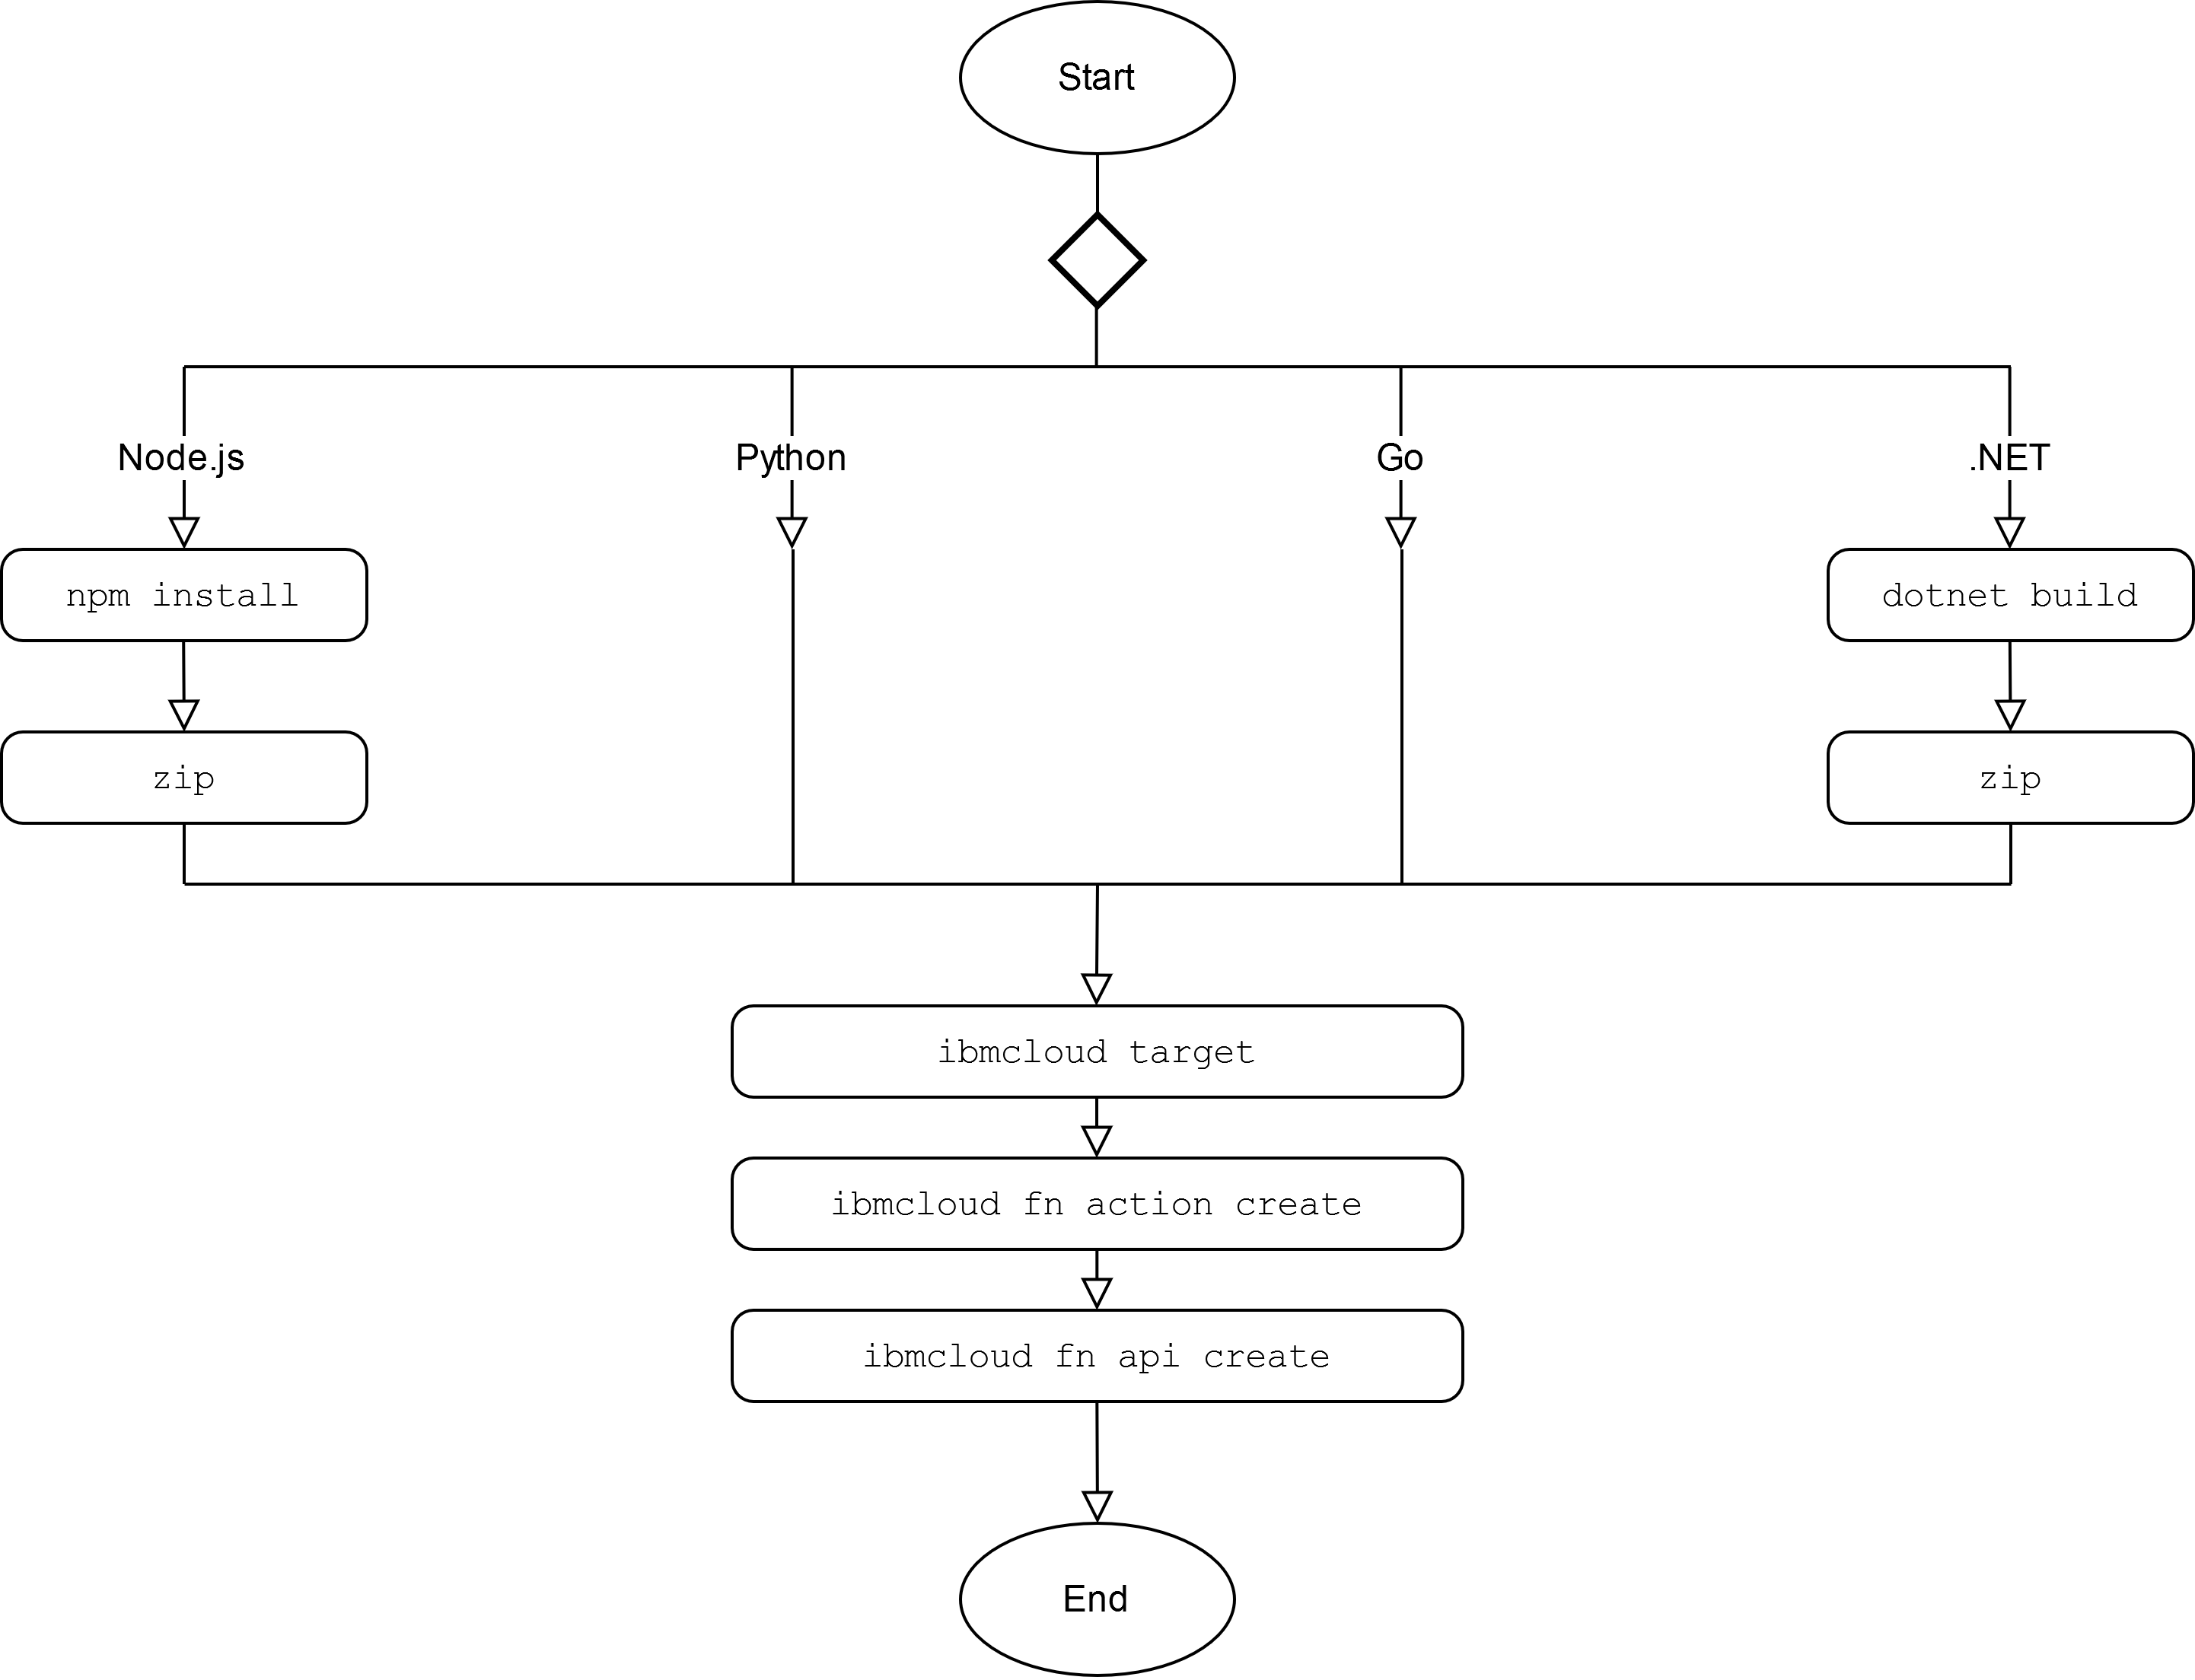 Start
Node.js
Python
Go
.NET
npm install
dotnet build
zip
zip
ibmcloud target
ibmcloud fn action create
ibmcloud fn api create
End